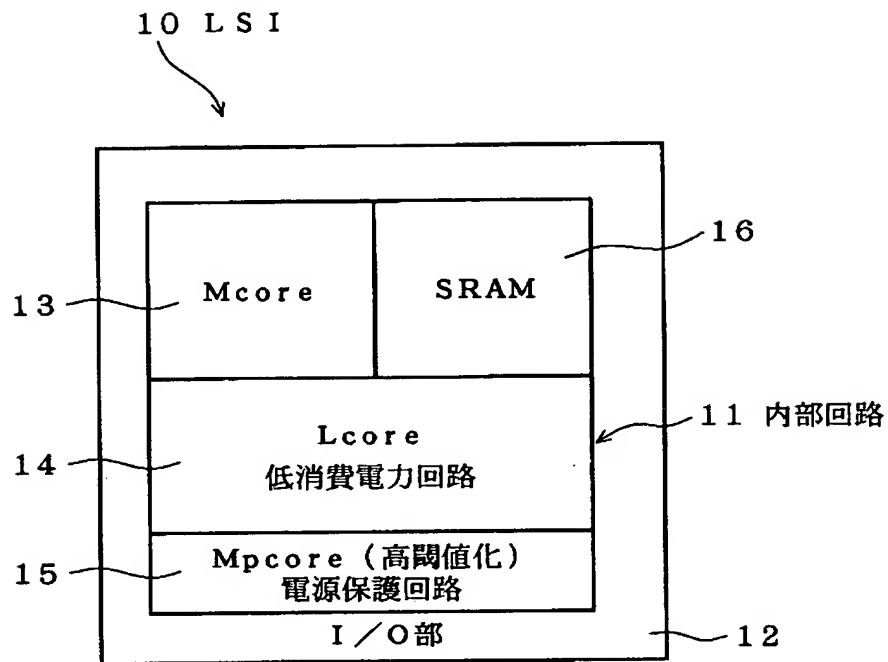 １０ ＬＳＩ
１６
１３
Ｍｃｏｒｅ
ＳＲＡＭ
１１ 内部回路
Ｌｃｏｒｅ
１４
低消費電力回路
Ｍｐｃｏｒｅ（高閾値化）
１５
電源保護回路
Ｉ／Ｏ部
１２